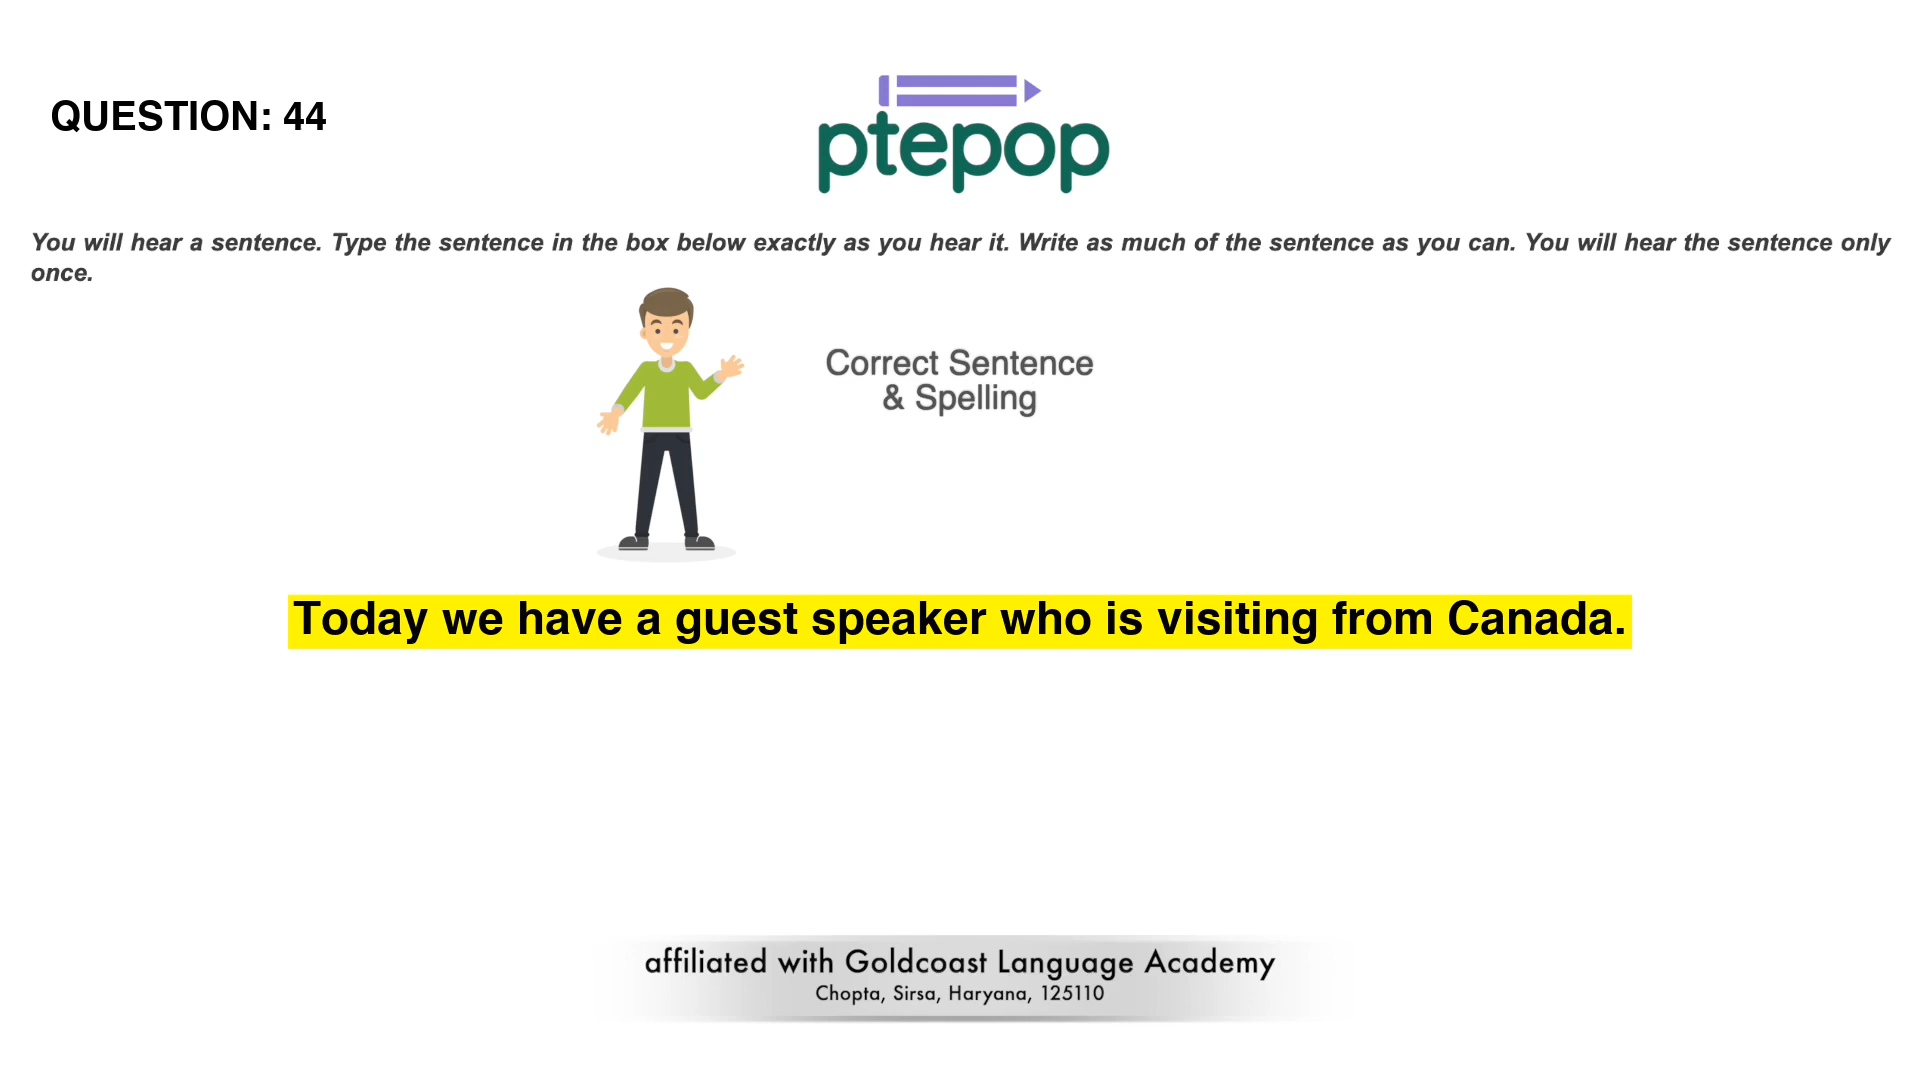 QUESTION: 44
ptepop
You will hear a sentence. Type the sentence in the box below exactly as you hear it. Write as much of the sentence as you can. You will hear the sentence only
once.
Correct Sentence
& Spelling
Today we have a guest speaker who is visiting from Canada.
affiliated with Goldcoast Language Academy
Chopta, Sirsa, Haryana, 125110